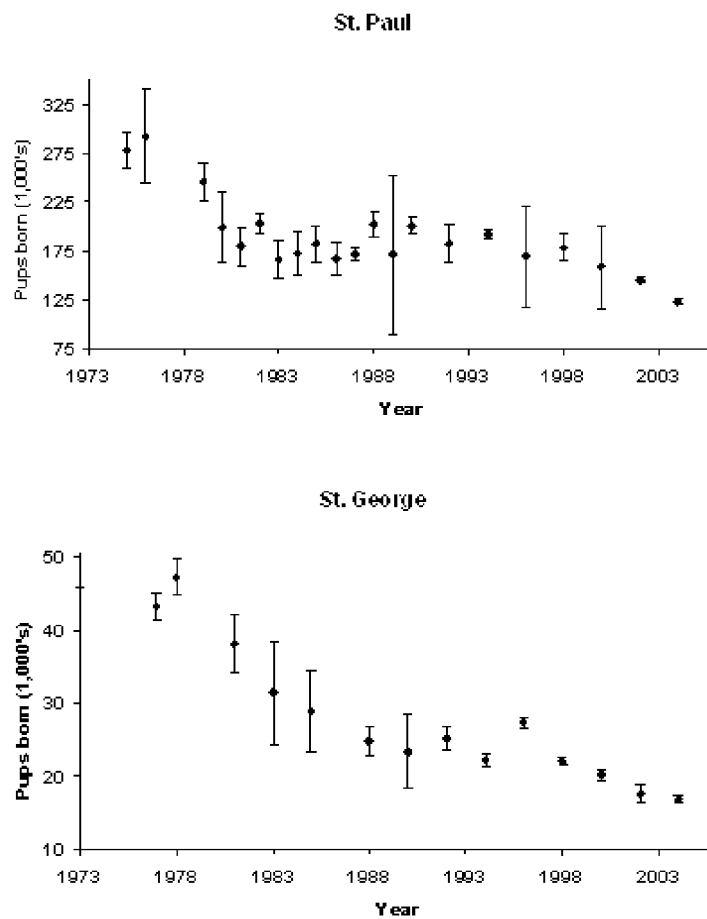 St. Paul
Pups born (1,000's)
325
275
225
175
125
75
1973 1978 1983 1988 1993 1998 2003
Year
St. George
Pups born (1,000's)
50
40
30
20
10
1973 1978 1983 1988 1993 1998 2003
Year